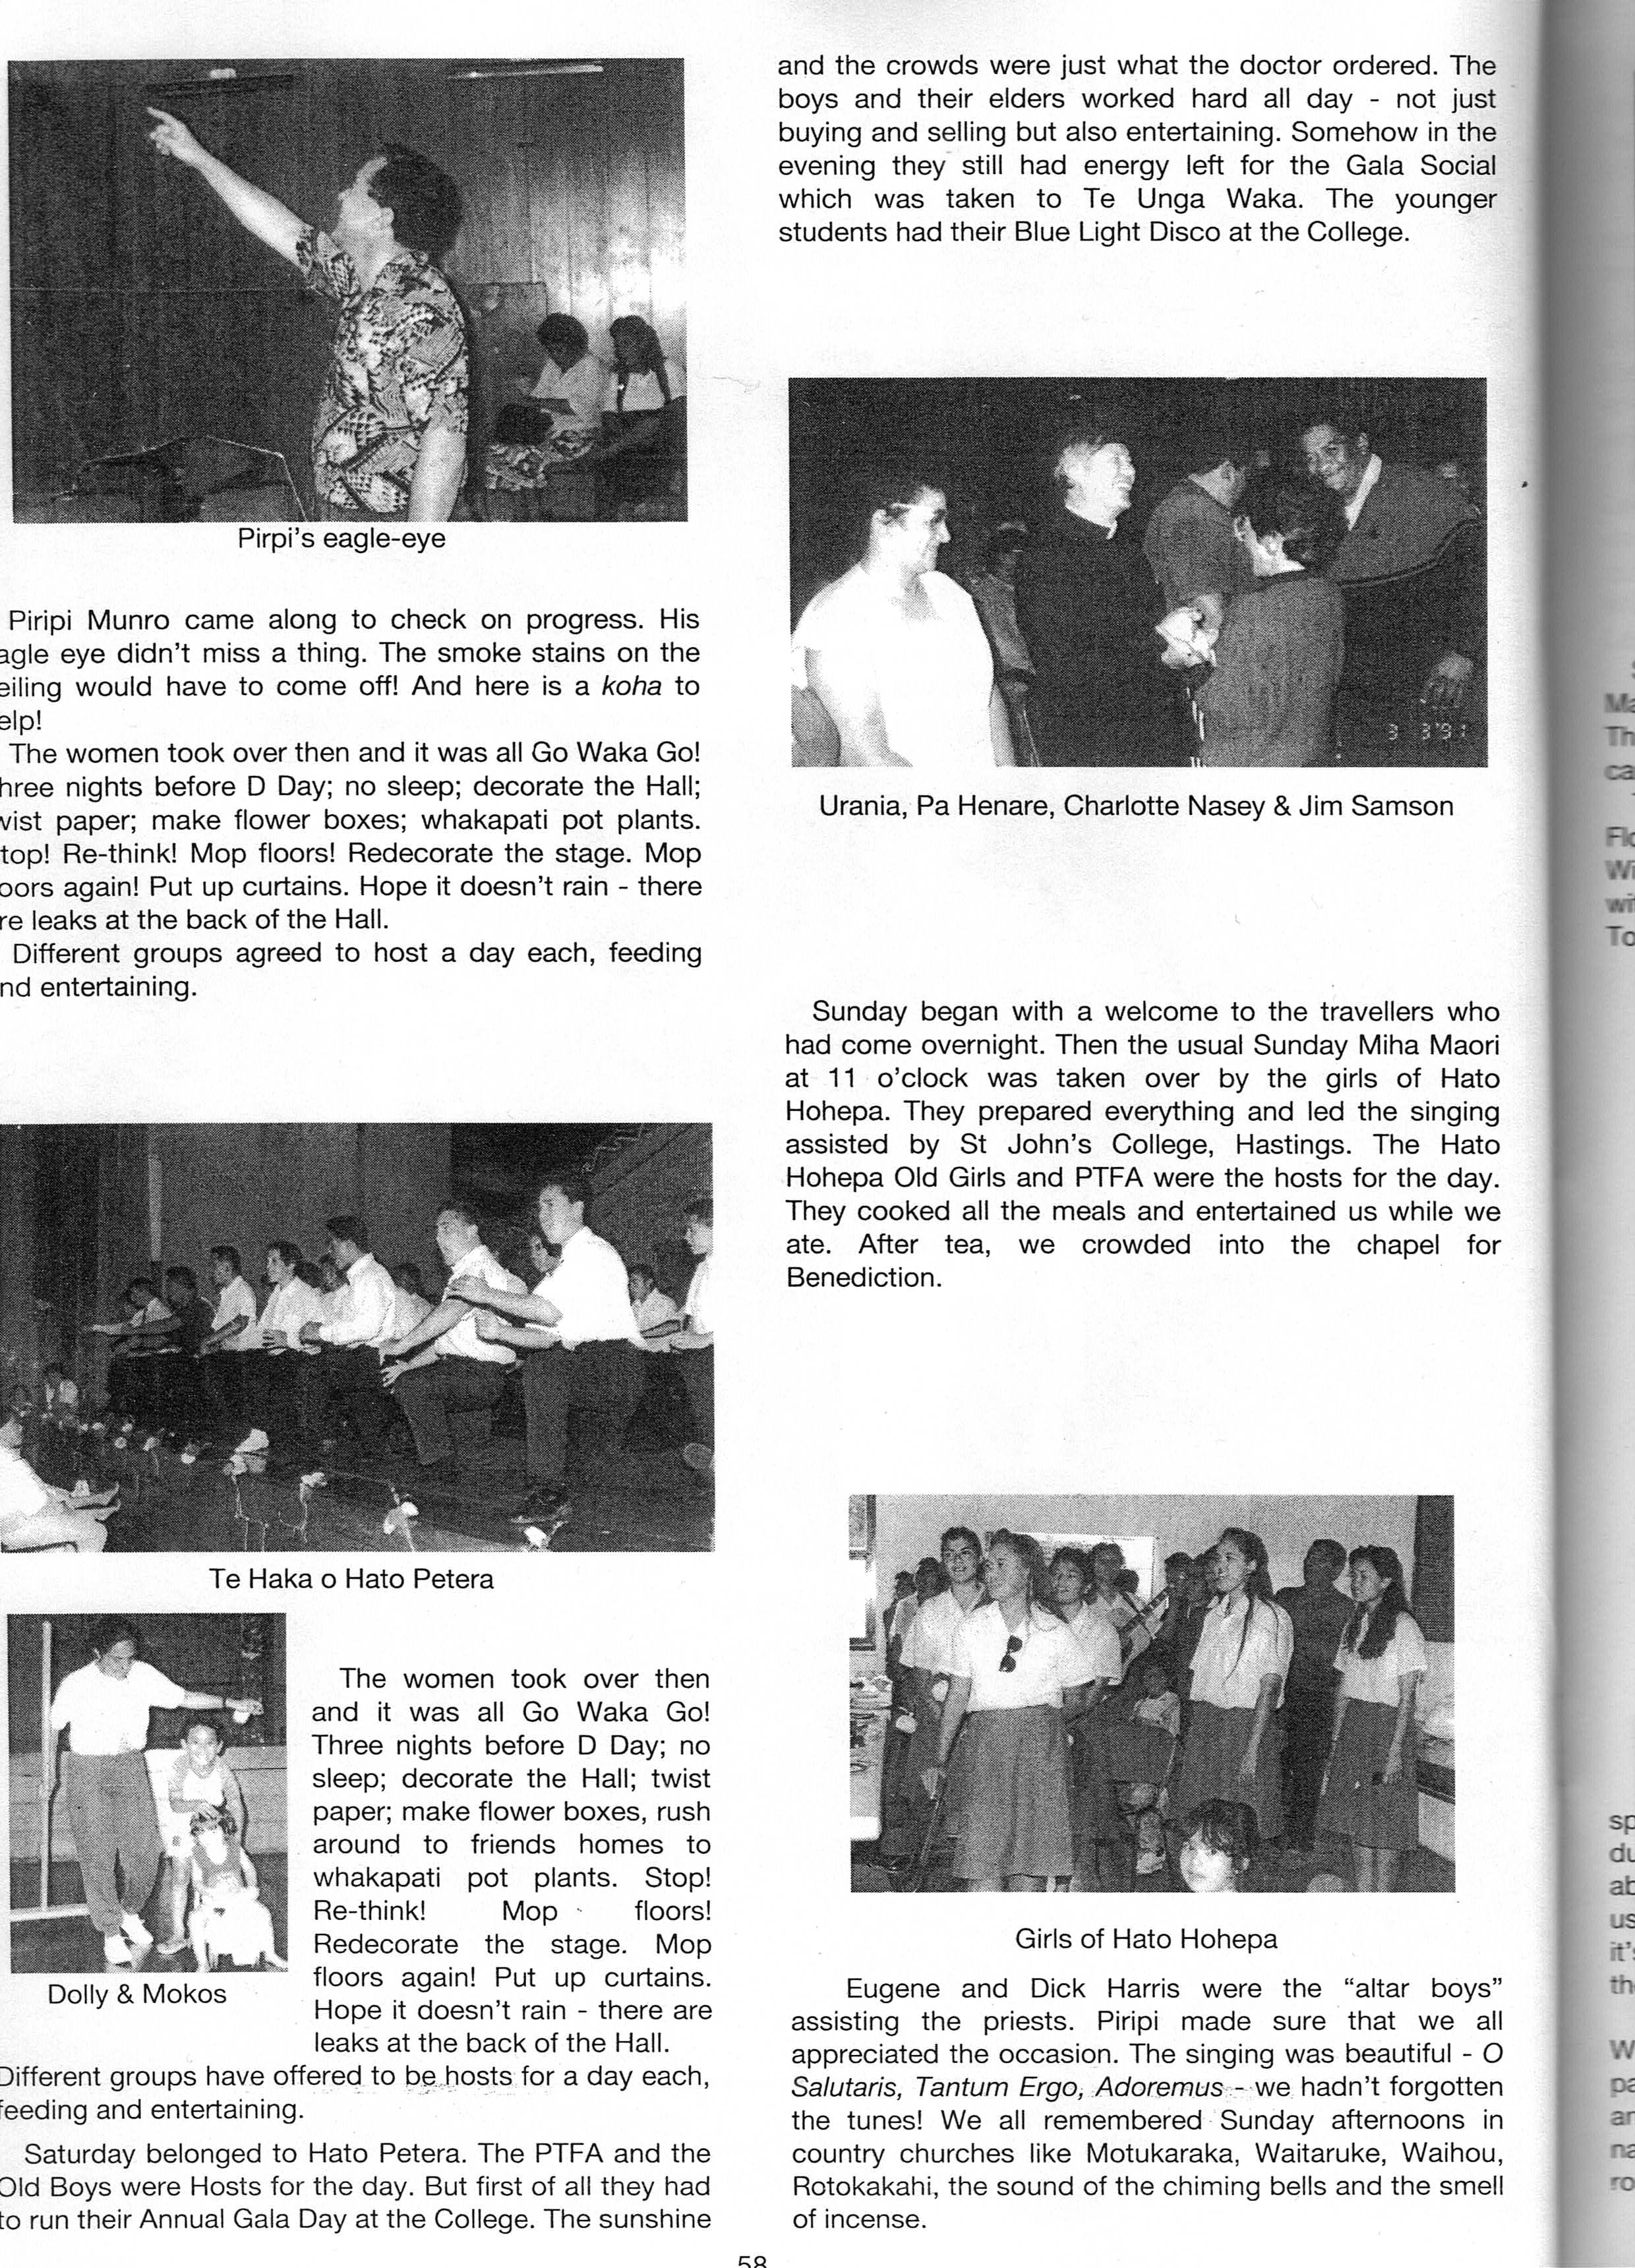 Pirpi's eagle-eye
Piripi Munro came along to check on progress. His
agle eye didn't miss a thing. The smoke stains on the
eiling would have to come off! And here is a koha to
elp!
The women took over then and it was all Go Waka Go!
hree nights before D Day; no sleep; decorate the Hall;
wist paper; make flower boxes; whakapati pot plants.
top! Re-think! Mop floors! Redecorate the stage. Mop
oors again! Put up curtains. Hope it doesn't rain - there
re leaks at the back of the Hall.
Different groups agreed to host a day each, feeding
nd entertaining.
Te Haka o Hato Petera
Dolly & Mokos
The women took over then
and it was all Go Waka Go!
Three nights before D Day; no
sleep; decorate the Hall; twist
paper; make flower boxes, rush
around to friends homes to
whakapati pot plants. Stop!
Re-think! Mop floors!
Redecorate the stage. Mop
floors again! Put up curtains.
Hope it doesn't rain - there are
leaks at the back of the Hall.
Different groups have offered to be hosts for a day each,
feeding and entertaining.
Saturday belonged to Hato Petera. The PTFA and the
Old Boys were Hosts for the day. But first of all they had
to run their Annual Gala Day at the College. The sunshine
and the crowds were just what the doctor ordered. The
boys and their elders worked hard all day - not just
buying and selling but also entertaining. Somehow in the
evening they still had energy left for the Gala Social
which was taken to Te Unga Waka. The younger
students had their Blue Light Disco at the College.
3 3'91
Urania, Pa Henare, Charlotte Nasey & Jim Samson
Sunday began with a welcome to the travellers who
had come overnight. Then the usual Sunday Miha Maori
at 11 o'clock was taken over by the girls of Hato
Hohepa. They prepared everything and led the singing
assisted by St John's College, Hastings. The Hato
Hohepa Old Girls and PTFA were the hosts for the day.
They cooked all the meals and entertained us while we
ate. After tea, we crowded into the chapel for
Benediction.
Girls of Hato Hohepa
Eugene and Dick Harris were the “altar boys”
assisting the priests. Piripi made sure that we all
appreciated the occasion. The singing was beautiful - O
Salutaris, Tantum Ergo, Adoremus - we hadn't forgotten
the tunes! We all remembered Sunday afternoons in
country churches like Motukaraka, Waitaruke, Waihou,
Rotokakahi, the sound of the chiming bells and the smell
of incense.
58
Ma
Th
ca
Flo
Wi
wit
To
sp
du
ab
us
it's
the
W
pa
an
na
ro